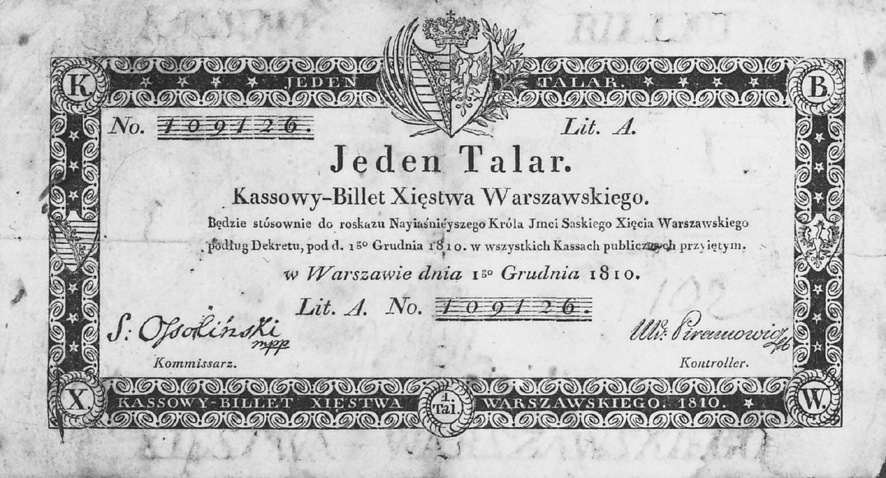 K JEDEN TALAR. B.
No. 109126. Lit. A.
Jeden Talar.
Kassowy-Billet Xięstwa Warszawskiego.
Będzie stósownie do roskazu Nayiaśniéyszego Króla Jmci Saskiego Xięcia Warszawskiego
podług Dekretu, pod d. 1go Grudnia 1810. w wszystkich Kassach publicznych przyiętym.
w Warszawie dnia 1go Grudnia 1810.
Lit. A. No. 109126.
S: Ossoliński mpp
Kommissarz. Kontroller.
X KASSOWY-BILLET XIĘSTWA 1. Tal. WARSZAWSKIEGO. 1810. W.